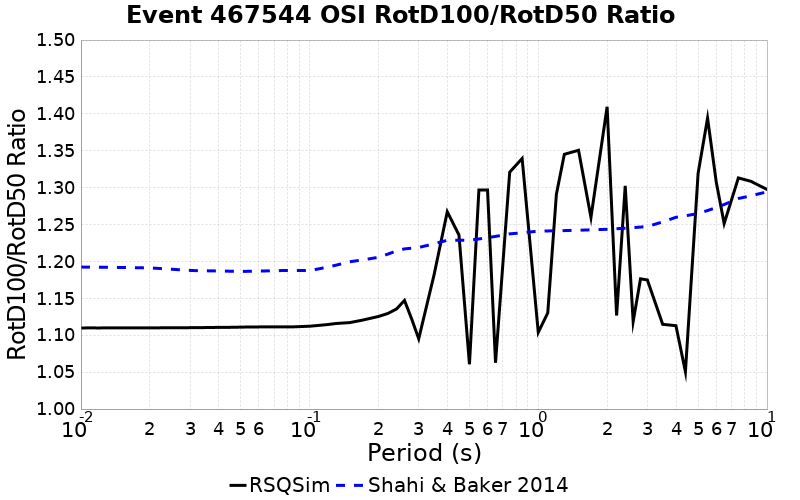 Event 467544 OSI RotD100/RotD50 Ratio
RotD100/RotD50 Ratio
1.50
1.45
1.40
1.35
1.30
1.25
1.20
1.15
1.10
1.05
1.00
10-2 2 3 4 5 6 10-1 2 3 4 5 6 7 100 2 3 4 5 6 7 101
Period (s)
RSQSim Shahi & Baker 2014